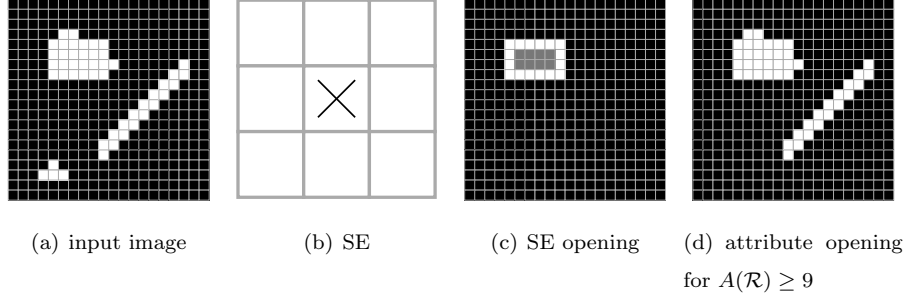 (a) input image
(b) SE
(c) SE opening
(d) attribute opening
for A(ℛ) ≥ 9